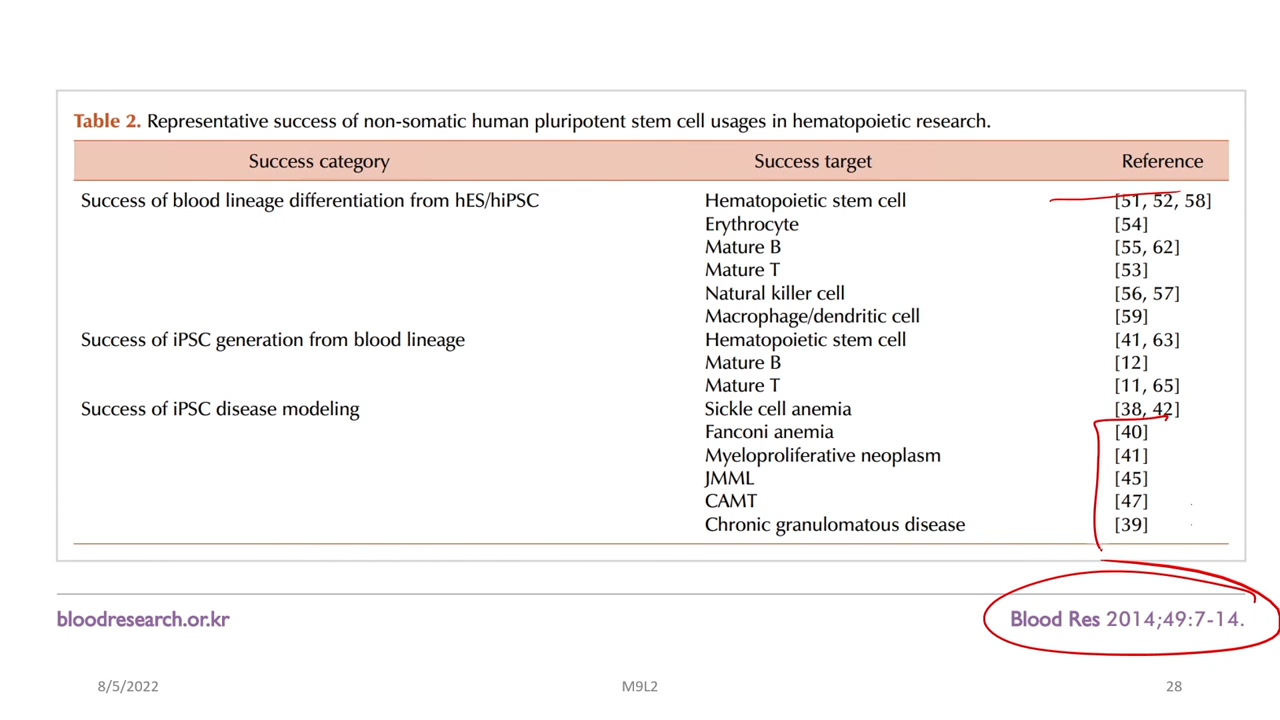 Table 2. Representative success of non-somatic human pluripotent stem cell usages in hematopoietic research.
Success category Success target Reference
Success of blood lineage differentiation from hES/hiPSC Hematopoietic stem cell [51, 52, 58]
Erythrocyte [54]
Mature B [55, 62]
Mature T [53]
Natural killer cell [56, 57]
Macrophage/dendritic cell [59]
Success of iPSC generation from blood lineage Hematopoietic stem cell [41, 63]
Mature B [12]
Mature T [11, 65]
Success of iPSC disease modeling Sickle cell anemia [38, 42]
Fanconi anemia [40]
Myeloproliferative neoplasm [41]
JMML [45]
CAMT [47]
Chronic granulomatous disease [39]
bloodresearch.or.kr Blood Res 2014;49:7-14.
8/5/2022 M9L2 28